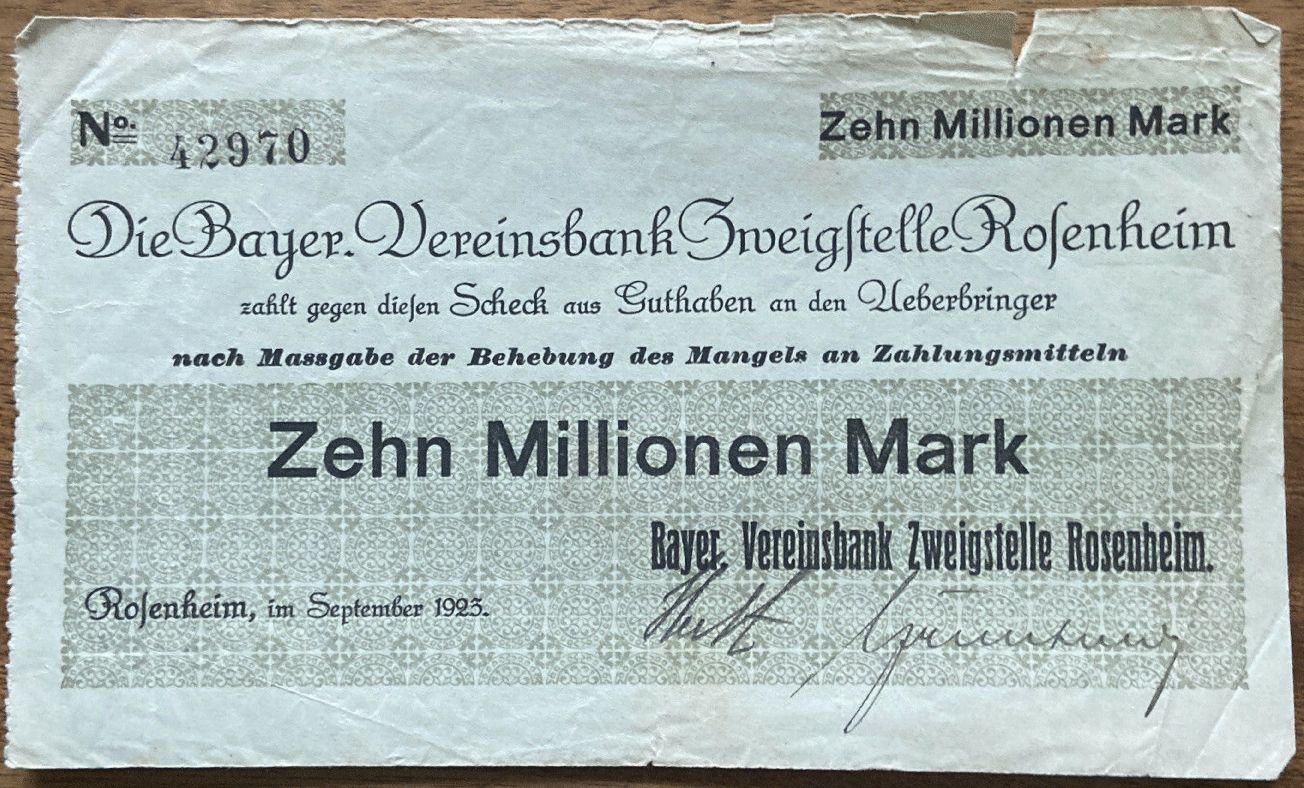 No. 42970
Zehn Millionen Mark
Die Bayer. Vereinsbank Zweigſtelle Roſenheim
zahlt gegen dieſen Scheck aus Guthaben an den Ueberbringer
nach Massgabe der Behebung des Mangels an Zahlungsmitteln
Zehn Millionen Mark
Bayer. Vereinsbank Zweigstelle Rosenheim.
Roſenheim, im September 1923.